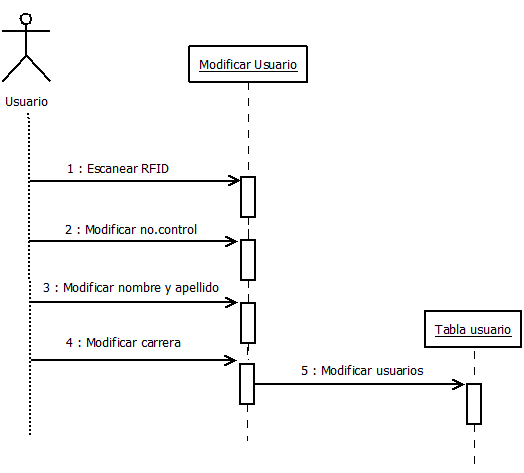 Modificar Usuario
Usuario
1 : Escanear RFID
2 : Modificar no.control
3 : Modificar nombre y apellido
4 : Modificar carrera
Tabla usuario
5 : Modificar usuarios